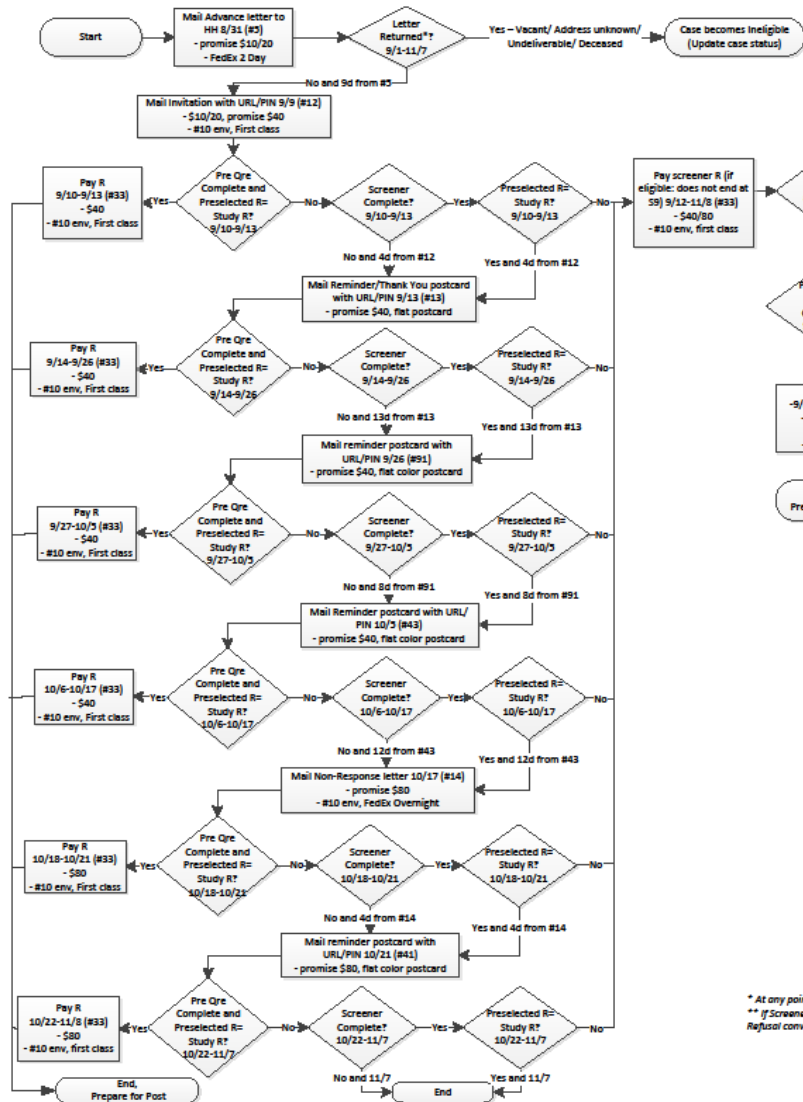 Start
Mail Advance letter to
HH 8/31 (#5)
- promise $10/20
- FedEx 2 Day
Letter
Returned*?
9/1-11/7
Yes – Vacant/ Address unknown/
Undeliverable/ Deceased
Case becomes Ineligible
(Update case status)
No and 9d from #5
Mail Invitation with URL/PIN 9/9 (#12)
- $10/20, promise $40
- #10 env, First class
Pay R
9/10-9/13 (#33)
- $40
- #10 env, First class
Yes
Pre Qre
Complete and
Preselected R=
Study R?
9/10-9/13
No
Screener
Complete?
9/10-9/13
Yes
Preselected R=
Study R?
9/10-9/13
No
Pay screener R (if
eligible: does not end at
S9) 9/12-11/8 (#33)
- $40/80
- #10 env, first class
No and 4d from #12
Yes and 4d from #12
Mail Reminder/Thank You postcard
with URL/PIN 9/13 (#13)
- promise $40, flat postcard
P
Pay R
9/14-9/26 (#33)
- $40
- #10 env, First class
Yes
Pre Qre
Complete and
Preselected R=
Study R?
9/14-9/26
No
Screener
Complete?
9/14-9/26
Yes
Preselected R=
Study R?
9/14-9/26
No
-9/
-
-
No and 13d from #13
Yes and 13d from #13
Mail reminder postcard with
URL/PIN 9/26 (#91)
- promise $40, flat color postcard
Pre
Pay R
9/27-10/5 (#33)
- $40
- #10 env, First class
Yes
Pre Qre
Complete and
Preselected R=
Study R?
9/27-10/5
No
Screener
Complete?
9/27-10/5
Yes
Preselected R=
Study R?
9/27-10/5
No
No and 8d from #91
Yes and 8d from #91
Mail Reminder postcard with URL/
PIN 10/5 (#43)
- promise $40, flat color postcard
Pay R
10/6-10/17 (#33)
- $40
- #10 env, First class
Yes
Pre Qre
Complete and
Preselected R=
Study R?
10/6-10/17
No
Screener
Complete?
10/6-10/17
Yes
Preselected R=
Study R?
10/6-10/17
No
No and 12d from #43
Yes and 12d from #43
Mail Non-Response letter 10/17 (#14)
- promise $80
- #10 env, FedEx Overnight
Pay R
10/18-10/21 (#33)
- $80
- #10 env, First class
Yes
Pre Qre
Complete and
Preselected R=
Study R?
10/18-10/21
No
Screener
Complete?
10/18-10/21
Yes
Preselected R=
Study R?
10/18-10/21
No
No and 4d from #14
Yes and 4d from #14
Mail reminder postcard with
URL/PIN 10/21 (#41)
- promise $80, flat color postcard
Pay R
10/22-11/8 (#33)
- $80
- #10 env, first class
Yes
Pre Qre
Complete and
Preselected R=
Study R?
10/22-11/7
No
Screener
Complete?
10/22-11/7
Yes
Preselected R=
Study R?
10/22-11/7
No
* At any poin
** If Screene
Refusal conv
No and 11/7
Yes and 11/7
End,
Prepare for Post
End